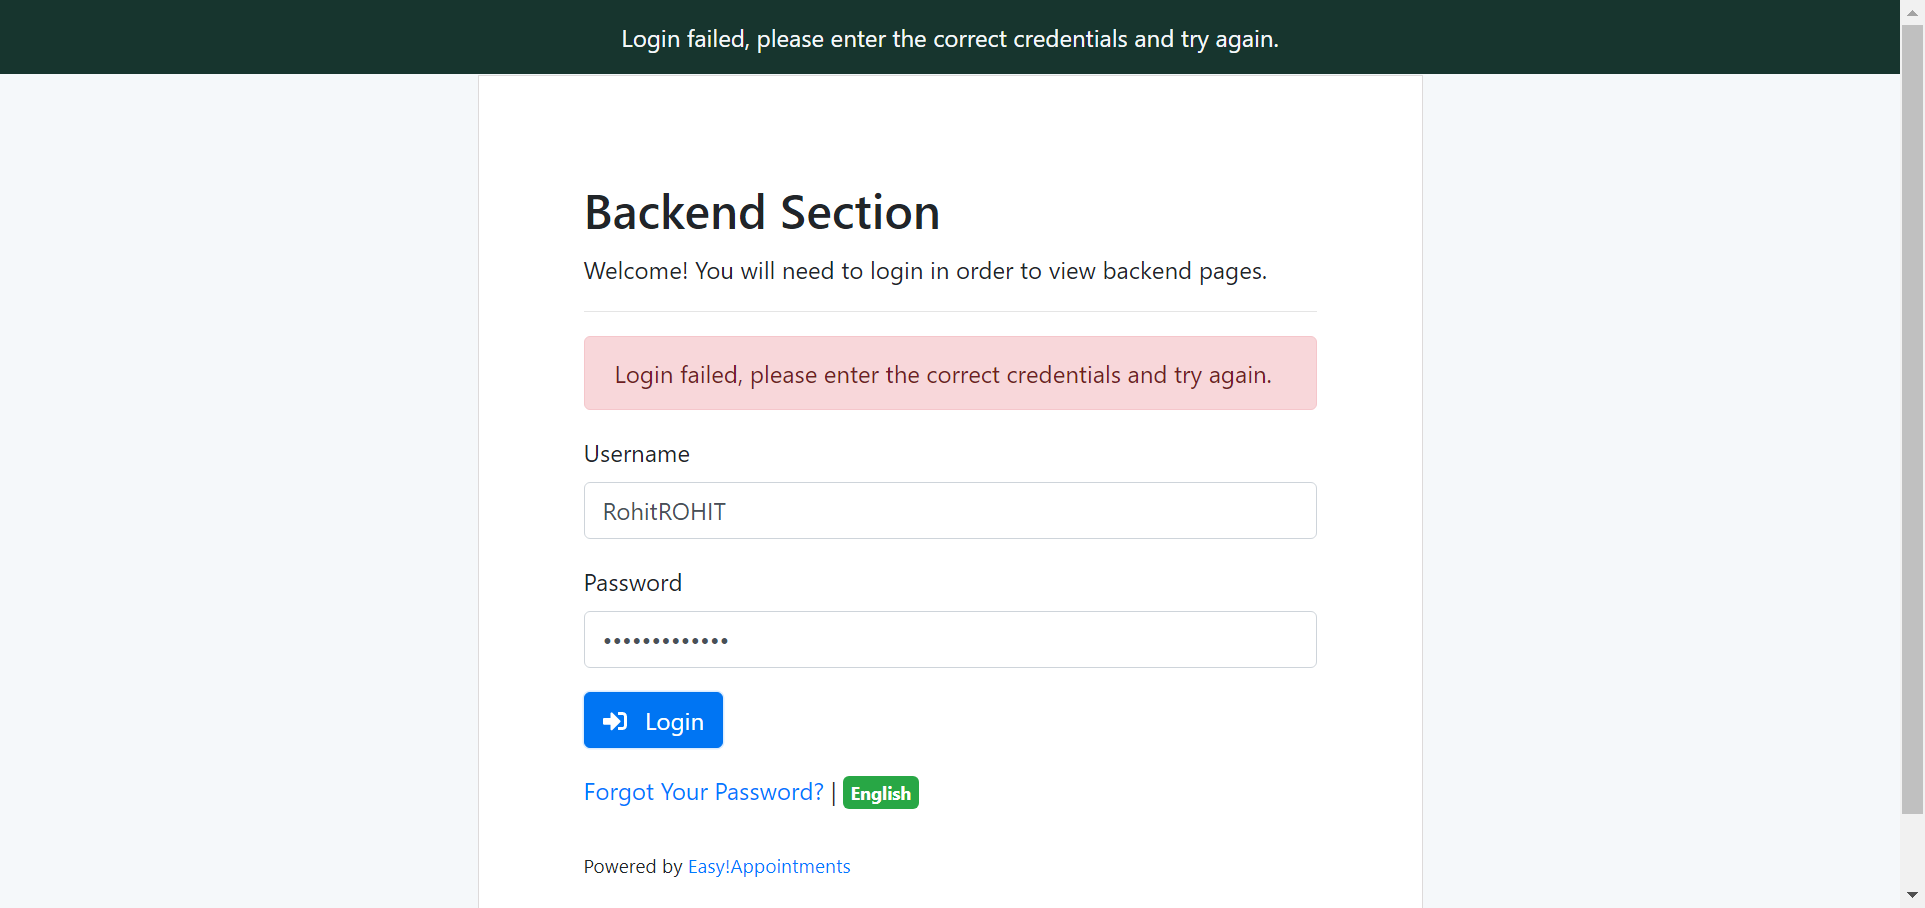 Login failed, please enter the correct credentials and try again.
Backend Section
Welcome! You will need to login in order to view backend pages.
Login failed, please enter the correct credentials and try again.
Username
RohitROHIT
Password
•••••••••••••
Login
Forgot Your Password? | English
Powered by Easy!Appointments